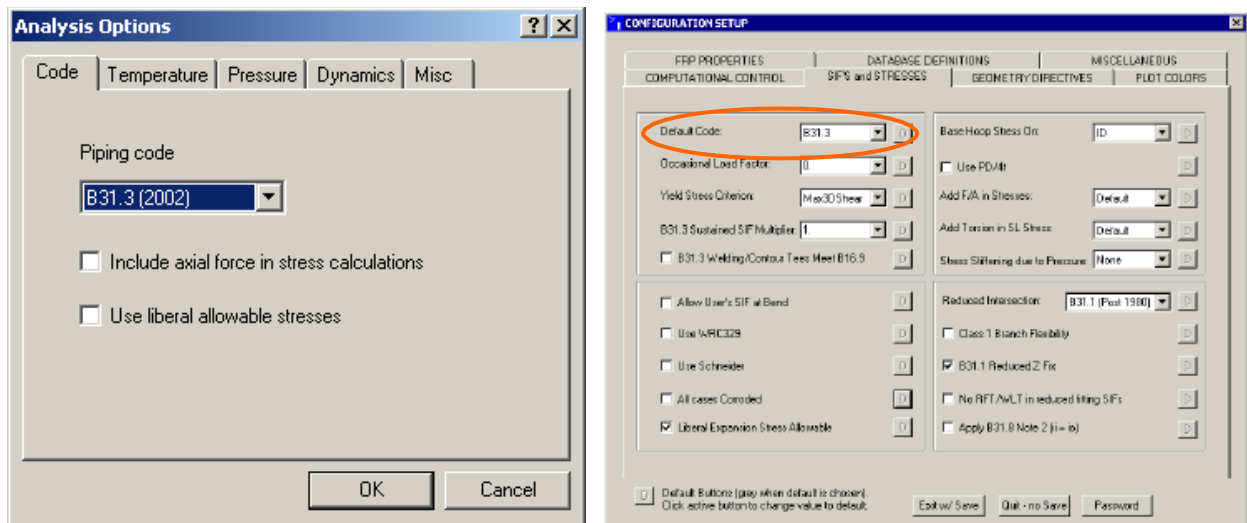 Analysis Options
Code Temperature Pressure Dynamics Misc
Piping code
B31.3 (2002)
Include axial force in stress calculations
Use liberal allowable stresses
OK Cancel
CONFIGURATION SETUP
FRP PROPERTIES DATABASE DEFINITIONS MISCELLANEOUS
COMPUTATIONAL CONTROL SIF'S and STRESSES GEOMETRY DIRECTIVES PLOT COLORS
Default Code: B31.3 D
Occasional Load Factor: 0. D
Yield Stress Criterion: Max3DShear D
B31.3 Sustained SIF Multiplier: 1. D
B31.3 Welding/Contour Tees Meet B16.9 D
Base Hoop Stress On: ID D
Use PD/4t D
Add F/A in Stresses: Default D
Add Torsion in SL Stress: Default D
Stress Stiffening due to Pressure: None D
Allow User's SIF at Bend D
Use WRC329 D
Use Schneider D
All cases Corroded D
Liberal Expansion Stress Allowable D
Reduced Intersection: B31.1 (Post 1980)
Class 1 Branch Flexibility D
B31.1 Reduced Z Fix D
No RFT/WLT in reduced fitting SIFs D
Apply B31.8 Note 2 (ii = io) D
D Default Buttons (grey when default is chosen).
Click active button to change value to default.
Exit w/ Save Quit - no Save Password